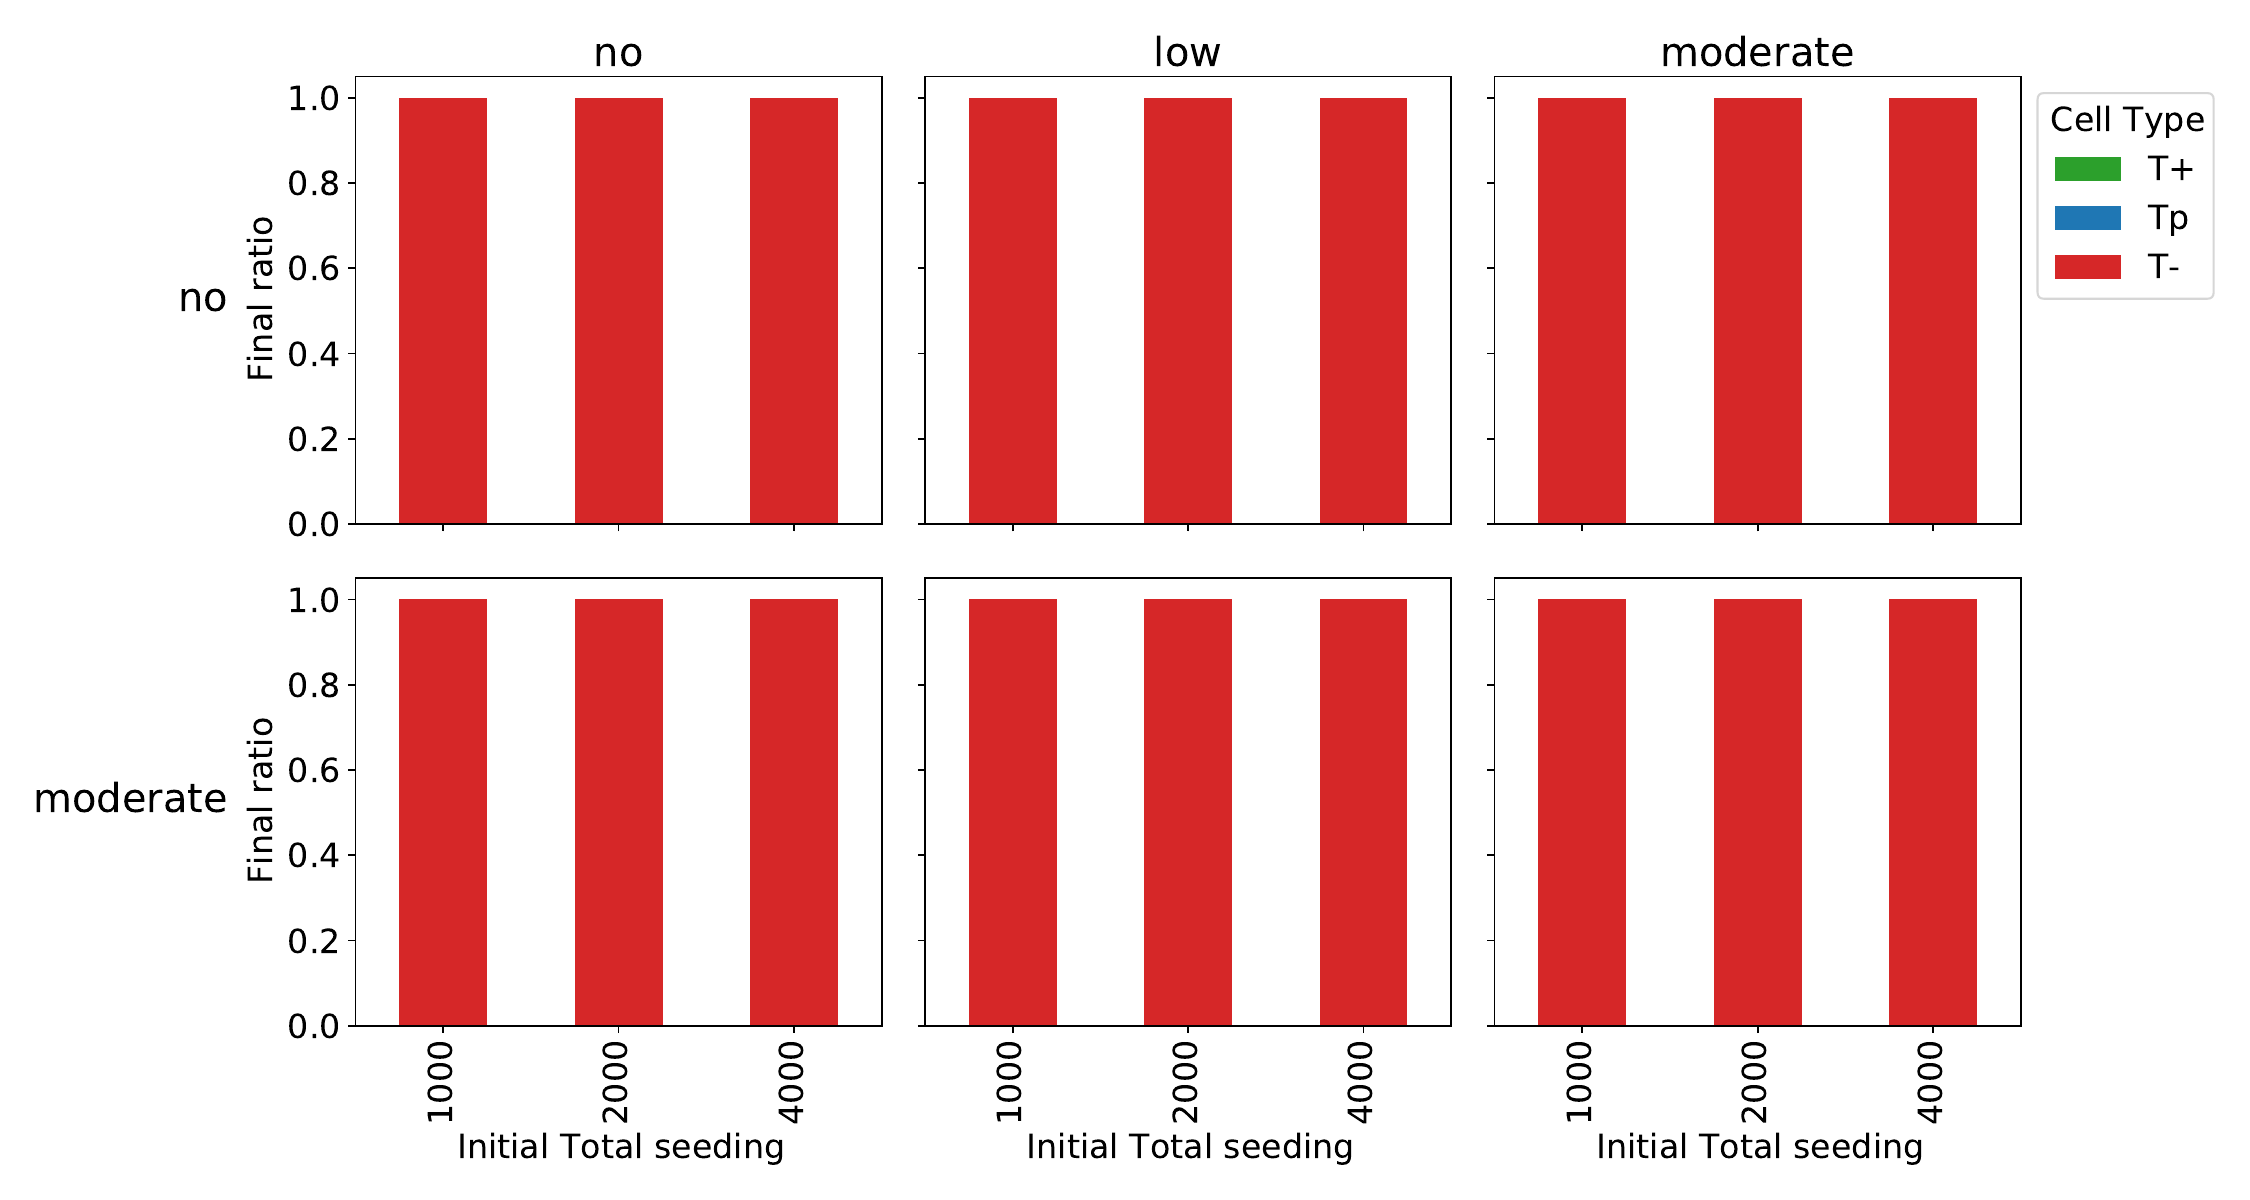 no
low
moderate
no
Final ratio
1.0
0.8
0.6
0.4
0.2
0.0
Cell Type
T+
Tp
T-
moderate
Final ratio
1.0
0.8
0.6
0.4
0.2
0.0
1000
2000
4000
1000
2000
4000
1000
2000
4000
Initial Total seeding
Initial Total seeding
Initial Total seeding